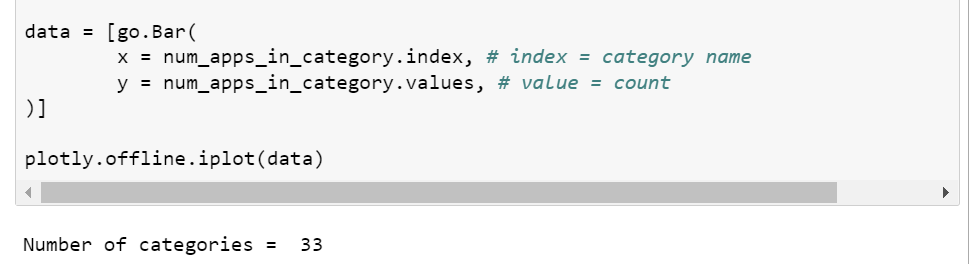 data = [go.Bar(
        x = num_apps_in_category.index, # index = category name
        y = num_apps_in_category.values, # value = count
)]
plotly.offline.iplot(data)
Number of categories =  33